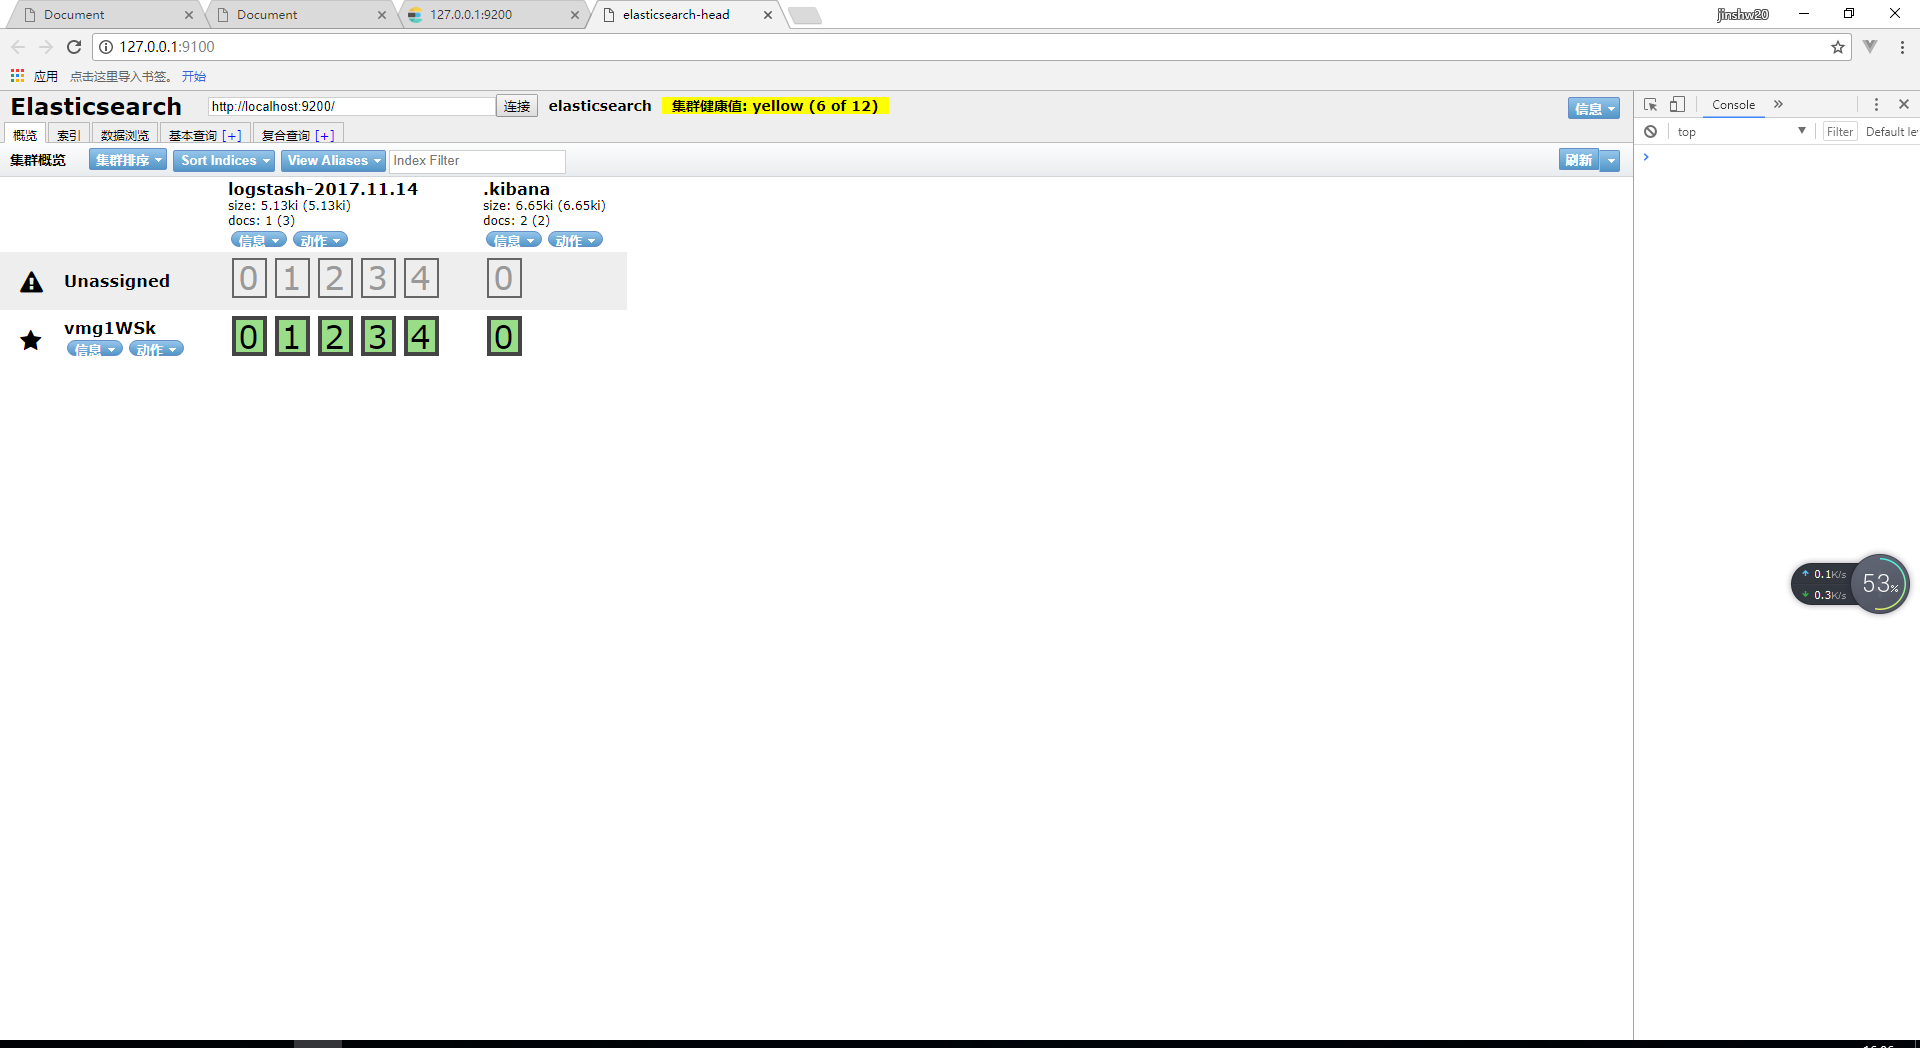 Document
Document
127.0.0.1:9200
elasticsearch-head
jinshw20
127.0.0.1:9100
应用 点击这里导入书签。 开始
Elasticsearch
http://localhost:9200/
连接
elasticsearch
集群健康值: yellow (6 of 12)
信息
概览
索引
数据浏览
基本查询 [+]
复合查询 [+]
集群概览
集群排序
Sort Indices
View Aliases
Index Filter
刷新
logstash-2017.11.14
size: 5.13ki (5.13ki)
docs: 1 (3)
信息 动作
.kibana
size: 6.65ki (6.65ki)
docs: 2 (2)
信息 动作
Unassigned
0 1 2 3 4 0
vmg1WSk
信息 动作
0 1 2 3 4 0
Console
top
Filter
Default le
0.1K/s
0.3K/s
53%